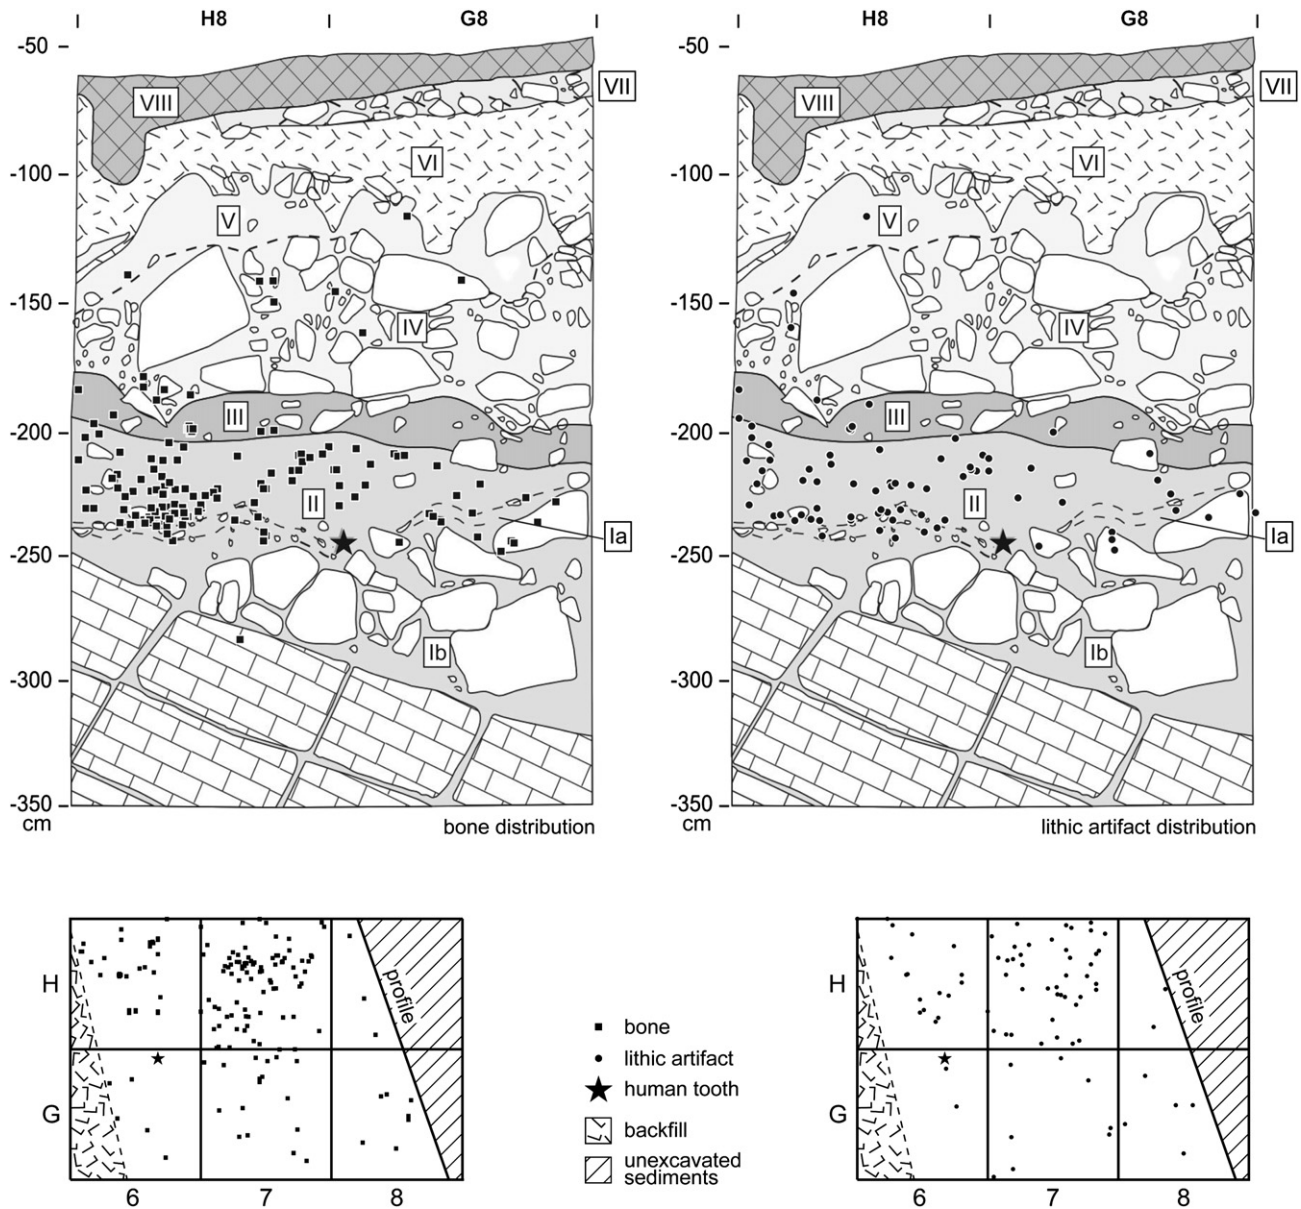 H8 G8 H8 G8
-50 -50
VII VII
VIII VIII
VI VI
-100 -100
V V
-150 -150
IV IV
III III
-200 -200
II II
Ia Ia
-250 -250
Ib Ib
-300 -300
-350 -350
cm bone distribution cm lithic artifact distribution
H profile H profile
bone
lithic artifact
human tooth
G G
backfill
unexcavated
sediments
6 7 8 6 7 8